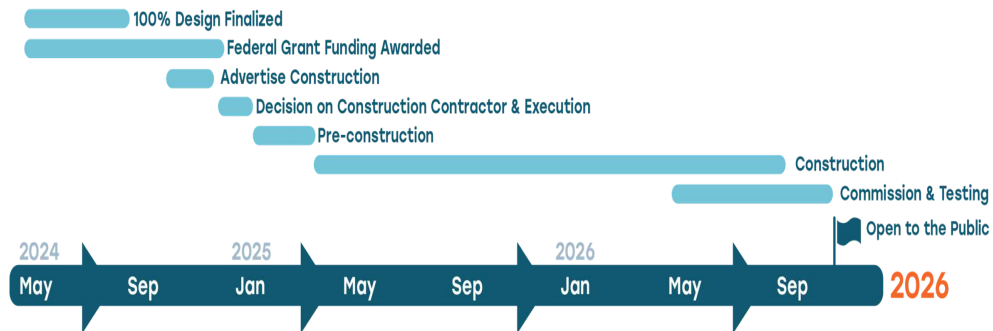 100% Design Finalized
Federal Grant Funding Awarded
Advertise Construction
Decision on Construction Contractor & Execution
Pre-construction
Construction
Commission & Testing
Open to the Public
2024 2025 2026
May Sep Jan May Sep Jan May Sep 2026